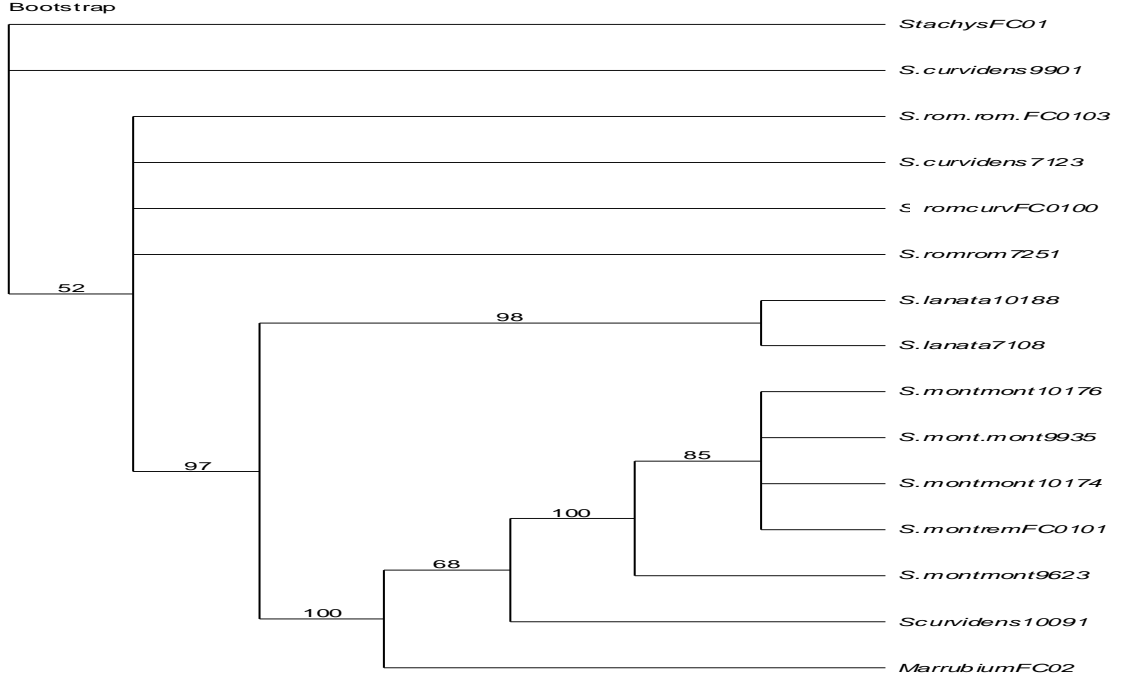 Bootstrap
StachysFC01
S.curvidens9901
S.rom.rom.FC0103
S.curvidens7123
S romcurvFC0100
S.romrom7251
52
S.lanata10188
98
S.lanata7108
S.montmont10176
S.mont.mont9935
85
97
S.montmont10174
100
S.montremFC0101
68
S.montmont9623
100
Scurvidens10091
MarrubiumFC02